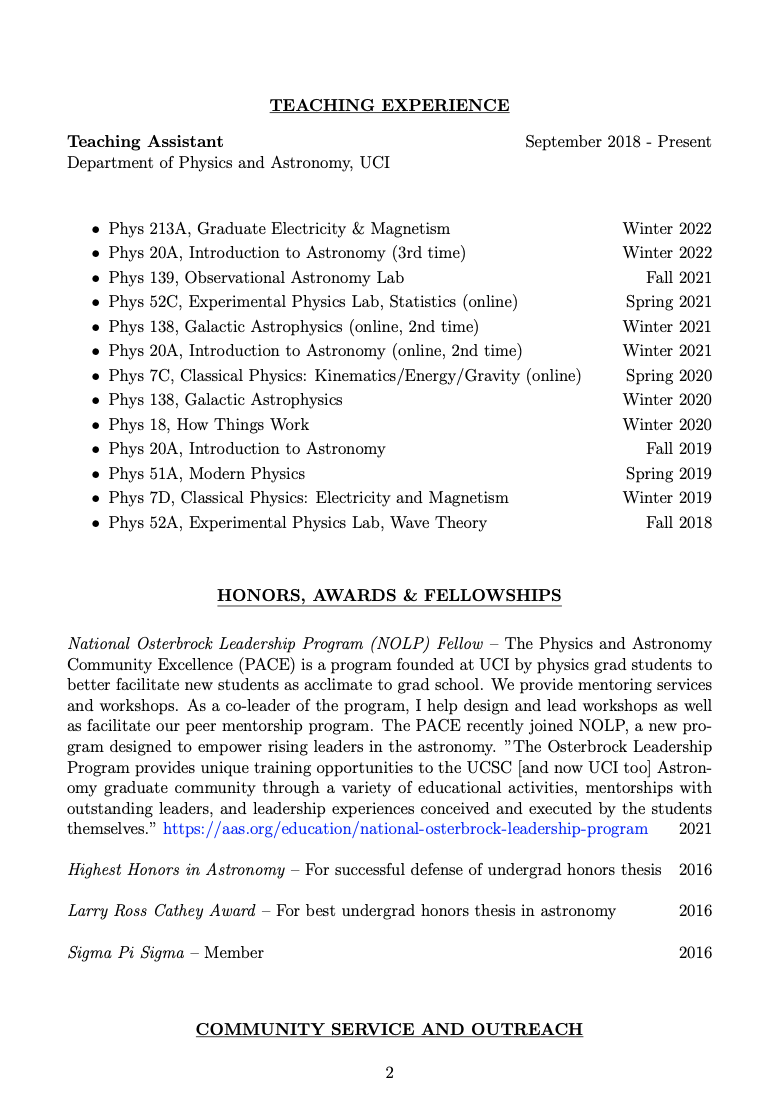 TEACHING EXPERIENCE
Teaching Assistant September 2018 - Present
Department of Physics and Astronomy, UCI
• Phys 213A, Graduate Electricity & Magnetism Winter 2022
• Phys 20A, Introduction to Astronomy (3rd time) Winter 2022
• Phys 139, Observational Astronomy Lab Fall 2021
• Phys 52C, Experimental Physics Lab, Statistics (online) Spring 2021
• Phys 138, Galactic Astrophysics (online, 2nd time) Winter 2021
• Phys 20A, Introduction to Astronomy (online, 2nd time) Winter 2021
• Phys 7C, Classical Physics: Kinematics/Energy/Gravity (online) Spring 2020
• Phys 138, Galactic Astrophysics Winter 2020
• Phys 18, How Things Work Winter 2020
• Phys 20A, Introduction to Astronomy Fall 2019
• Phys 51A, Modern Physics Spring 2019
• Phys 7D, Classical Physics: Electricity and Magnetism Winter 2019
• Phys 52A, Experimental Physics Lab, Wave Theory Fall 2018
HONORS, AWARDS & FELLOWSHIPS
National Osterbrock Leadership Program (NOLP) Fellow – The Physics and Astronomy
Community Excellence (PACE) is a program founded at UCI by physics grad students to
better facilitate new students as acclimate to grad school. We provide mentoring services
and workshops. As a co-leader of the program, I help design and lead workshops as well
as facilitate our peer mentorship program. The PACE recently joined NOLP, a new pro-
gram designed to empower rising leaders in the astronomy. ”The Osterbrock Leadership
Program provides unique training opportunities to the UCSC [and now UCI too] Astron-
omy graduate community through a variety of educational activities, mentorships with
outstanding leaders, and leadership experiences conceived and executed by the students
themselves.” https://aas.org/education/national-osterbrock-leadership-program 2021
Highest Honors in Astronomy – For successful defense of undergrad honors thesis 2016
Larry Ross Cathey Award – For best undergrad honors thesis in astronomy 2016
Sigma Pi Sigma – Member 2016
COMMUNITY SERVICE AND OUTREACH
2